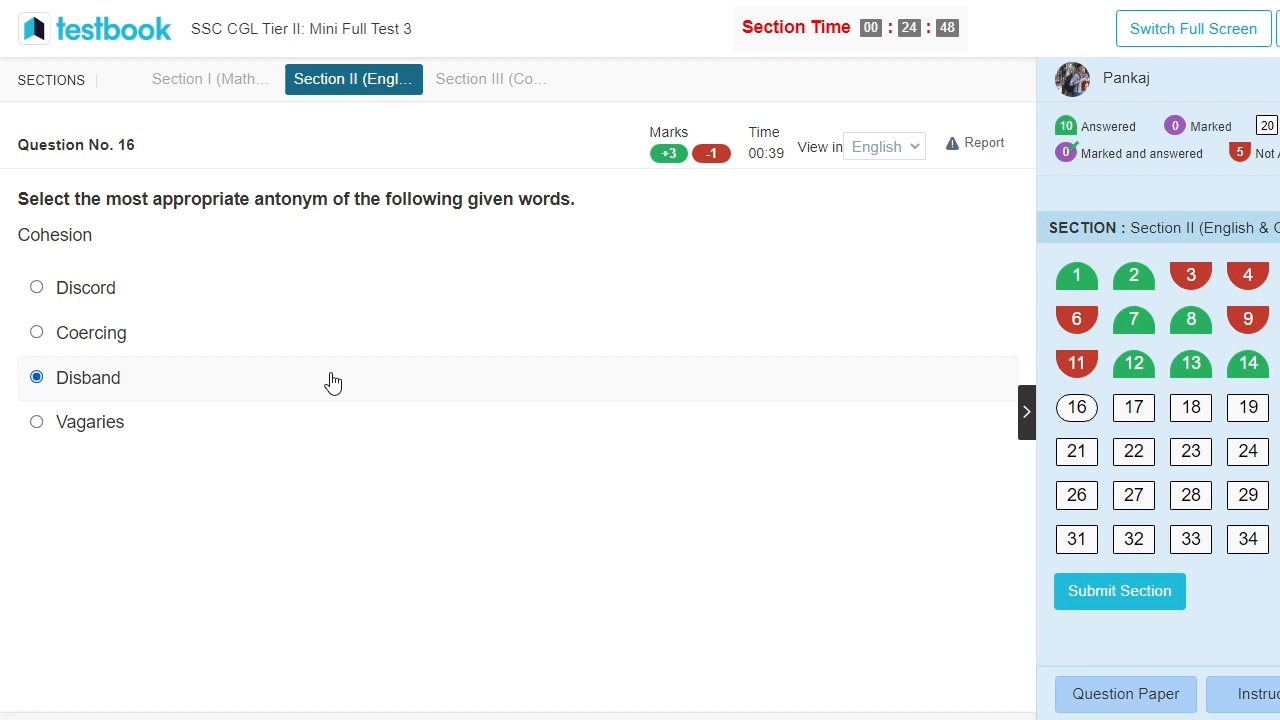 testbook SSC CGL Tier II: Mini Full Test 3 Section Time 00 : 24 : 48 Switch Full Screen
SECTIONS Section I (Math... Section II (Engl... Section III (Co...
Pankaj
Question No. 16
Marks
+3 -1
Time
00:39
View in English
Report
10 Answered 0 Marked 20
0 Marked and answered 5 Not
Select the most appropriate antonym of the following given words.
Cohesion
Discord
Coercing
Disband
Vagaries
SECTION : Section II (English &
1 2 3 4
6 7 8 9
11 12 13 14
16 17 18 19
21 22 23 24
26 27 28 29
31 32 33 34
Submit Section
Question Paper Instruc